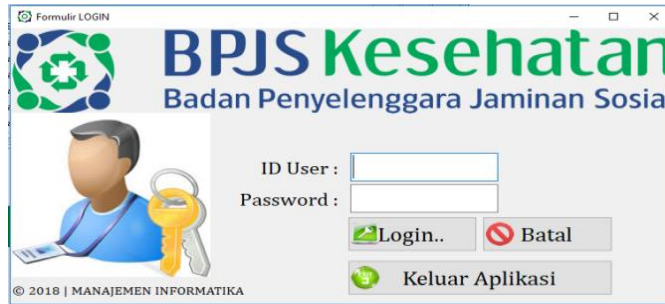 Formulir LOGIN
BPJS Kesehatan
Badan Penyelenggara Jaminan Sosia
ID User :
Password :
Login..
Batal
Keluar Aplikasi
© 2018 | MANAJEMEN INFORMATIKA